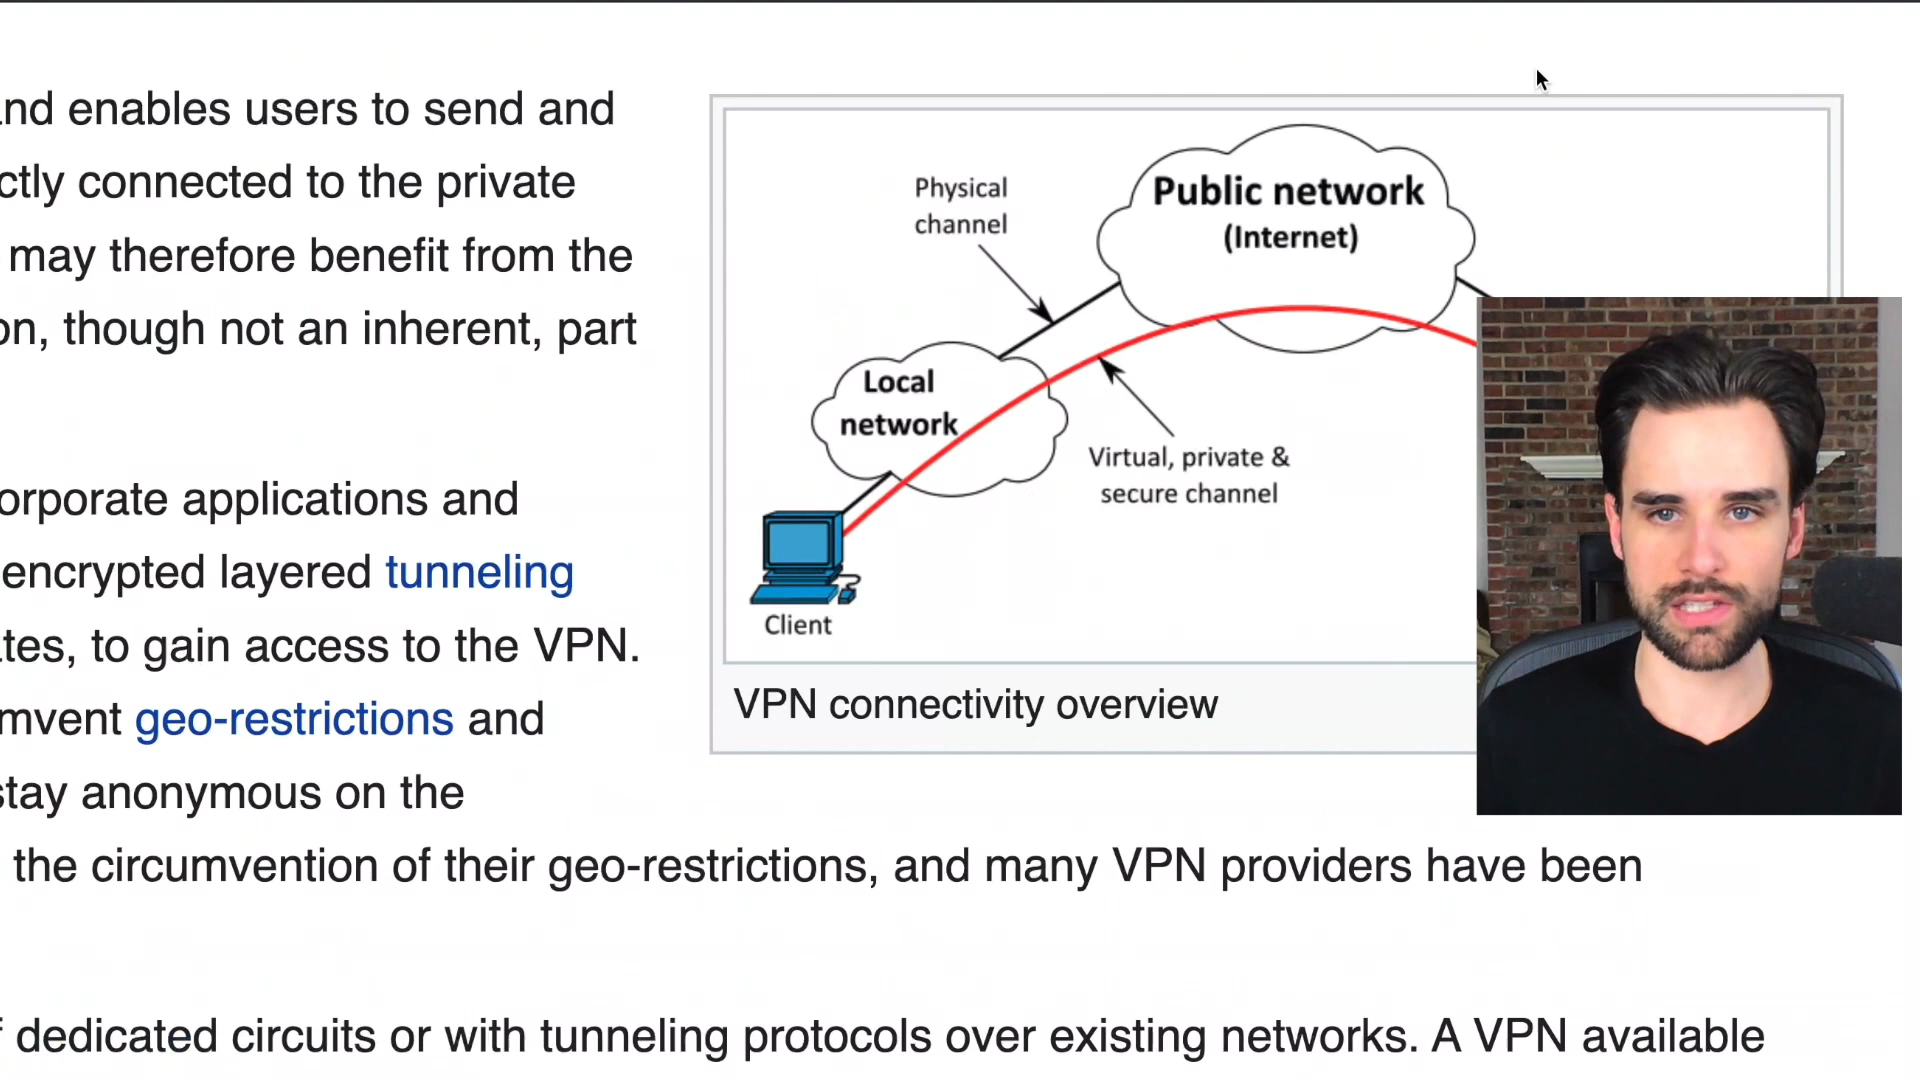 and enables users to send and
ctly connected to the private
may therefore benefit from the
on, though not an inherent, part
orporate applications and
encrypted layered tunneling
ates, to gain access to the VPN.
mvent geo-restrictions and
stay anonymous on the
the circumvention of their geo-restrictions, and many VPN providers have been
f dedicated circuits or with tunneling protocols over existing networks. A VPN available
Physical
channel
Public network
(Internet)
Local
network
Virtual, private &
secure channel
Client
VPN connectivity overview